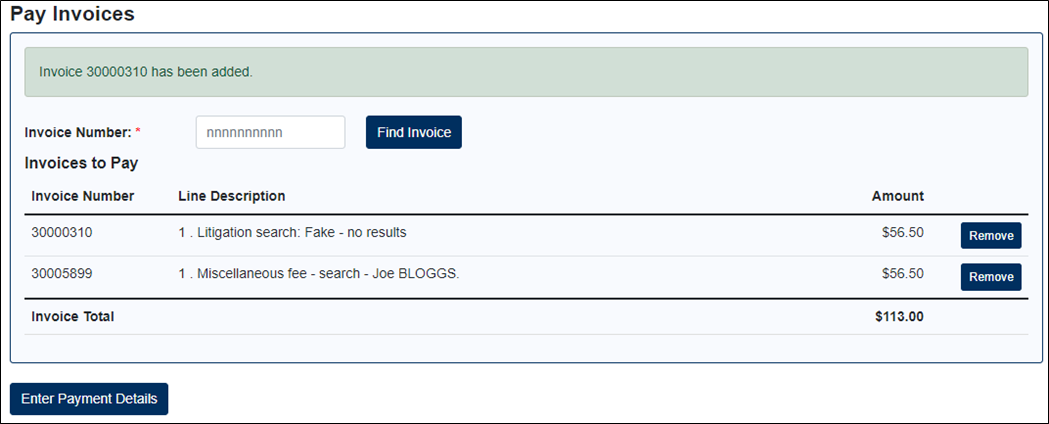 Pay Invoices
Invoice 30000310 has been added.
Invoice Number: * nnnnnnnnnn Find Invoice
Invoices to Pay
Invoice Number Line Description Amount
30000310 1 . Litigation search: Fake - no results $56.50 Remove
30005899 1 . Miscellaneous fee - search - Joe BLOGGS. $56.50 Remove
Invoice Total $113.00
Enter Payment Details